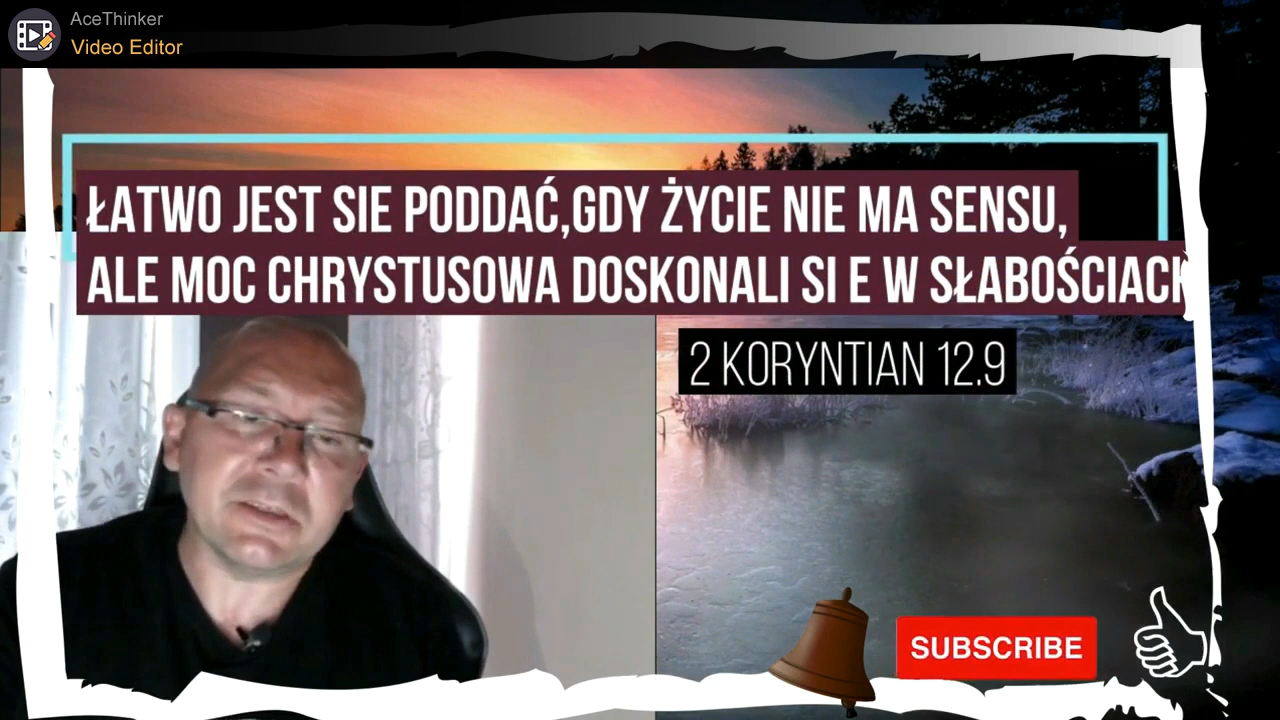 AceThinker
Video Editor
ŁATWO JEST SIE PODDAĆ,GDY ŻYCIE NIE MA SENSU,
ALE MOC CHRYSTUSOWA DOSKONALI SI E W SŁABOŚCIACH
2 KORYNTIAN 12.9
SUBSCRIBE